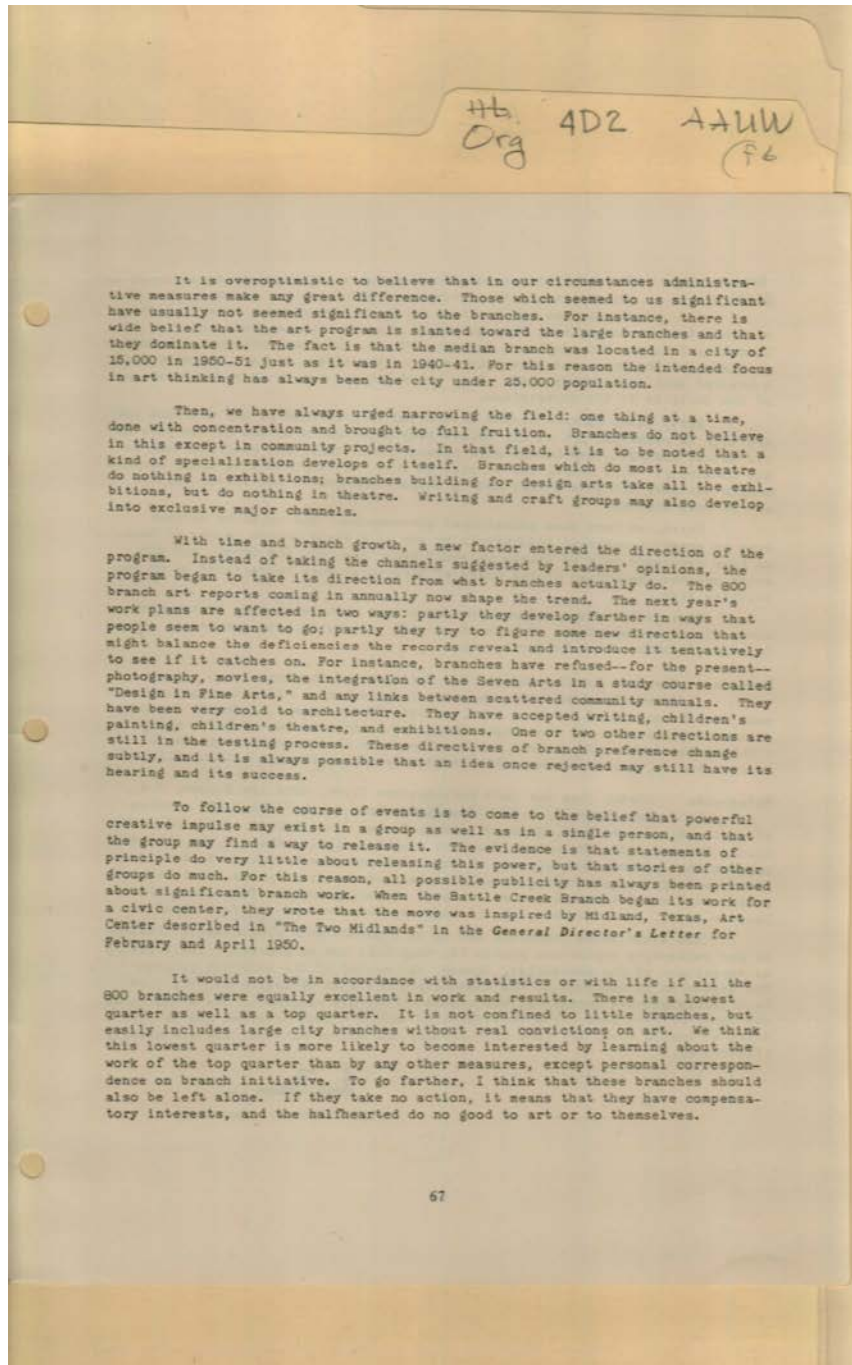 Hb
Org 4D2 AAUW
(f6
It is overoptimistic to believe that in our circumstances administra-
tive measures make any great difference. Those which seemed to us significant
have usually not seemed significant to the branches. For instance, there is
wide belief that the art program is slanted toward the large branches and that
they dominate it. The fact is that the median branch was located in a city of
15,000 in 1950-51 just as it was in 1940-41. For this reason the intended focus
in art thinking has always been the city under 25,000 population.
Then, we have always urged narrowing the field: one thing at a time,
done with concentration and brought to full fruition. Branches do not believe
in this except in community projects. In that field, it is to be noted that a
kind of specialization develops of itself. Branches which do most in theatre
do nothing in exhibitions; branches building for design arts take all the exhi-
bitions, but do nothing in theatre. Writing and craft groups may also develop
into exclusive major channels.
With time and branch growth, a new factor entered the direction of the
program. Instead of taking the channels suggested by leaders' opinions, the
program began to take its direction from what branches actually do. The 800
branch art reports coming in annually now shape the trend. The next year's
work plans are affected in two ways: partly they develop farther in ways that
people seem to want to go; partly they try to figure some new direction that
might balance the deficiencies the records reveal and introduce it tentatively
to see if it catches on. For instance, branches have refused--for the present--
photography, movies, the integration of the Seven Arts in a study course called
"Design in Fine Arts," and any links between scattered community annuals. They
have been very cold to architecture. They have accepted writing, children's
painting, children's theatre, and exhibitions. One or two other directions are
still in the testing process. These directives of branch preference change
subtly, and it is always possible that an idea once rejected may still have its
hearing and its success.
To follow the course of events is to come to the belief that powerful
creative impulse may exist in a group as well as in a single person, and that
the group may find a way to release it. The evidence is that statements of
principle do very little about releasing this power, but that stories of other
groups do much. For this reason, all possible publicity has always been printed
about significant branch work. When the Battle Creek Branch began its work for
a civic center, they wrote that the move was inspired by Midland, Texas, Art
Center described in "The Two Midlands" in the General Director's Letter for
February and April 1950.
It would not be in accordance with statistics or with life if all the
800 branches were equally excellent in work and results. There is a lowest
quarter as well as a top quarter. It is not confined to little branches, but
easily includes large city branches without real convictions on art. We think
this lowest quarter is more likely to become interested by learning about the
work of the top quarter than by any other measures, except personal correspon-
dence on branch initiative. To go farther, I think that these branches should
also be left alone. If they take no action, it means that they have compensa-
tory interests, and the halfhearted do no good to art or to themselves.
67